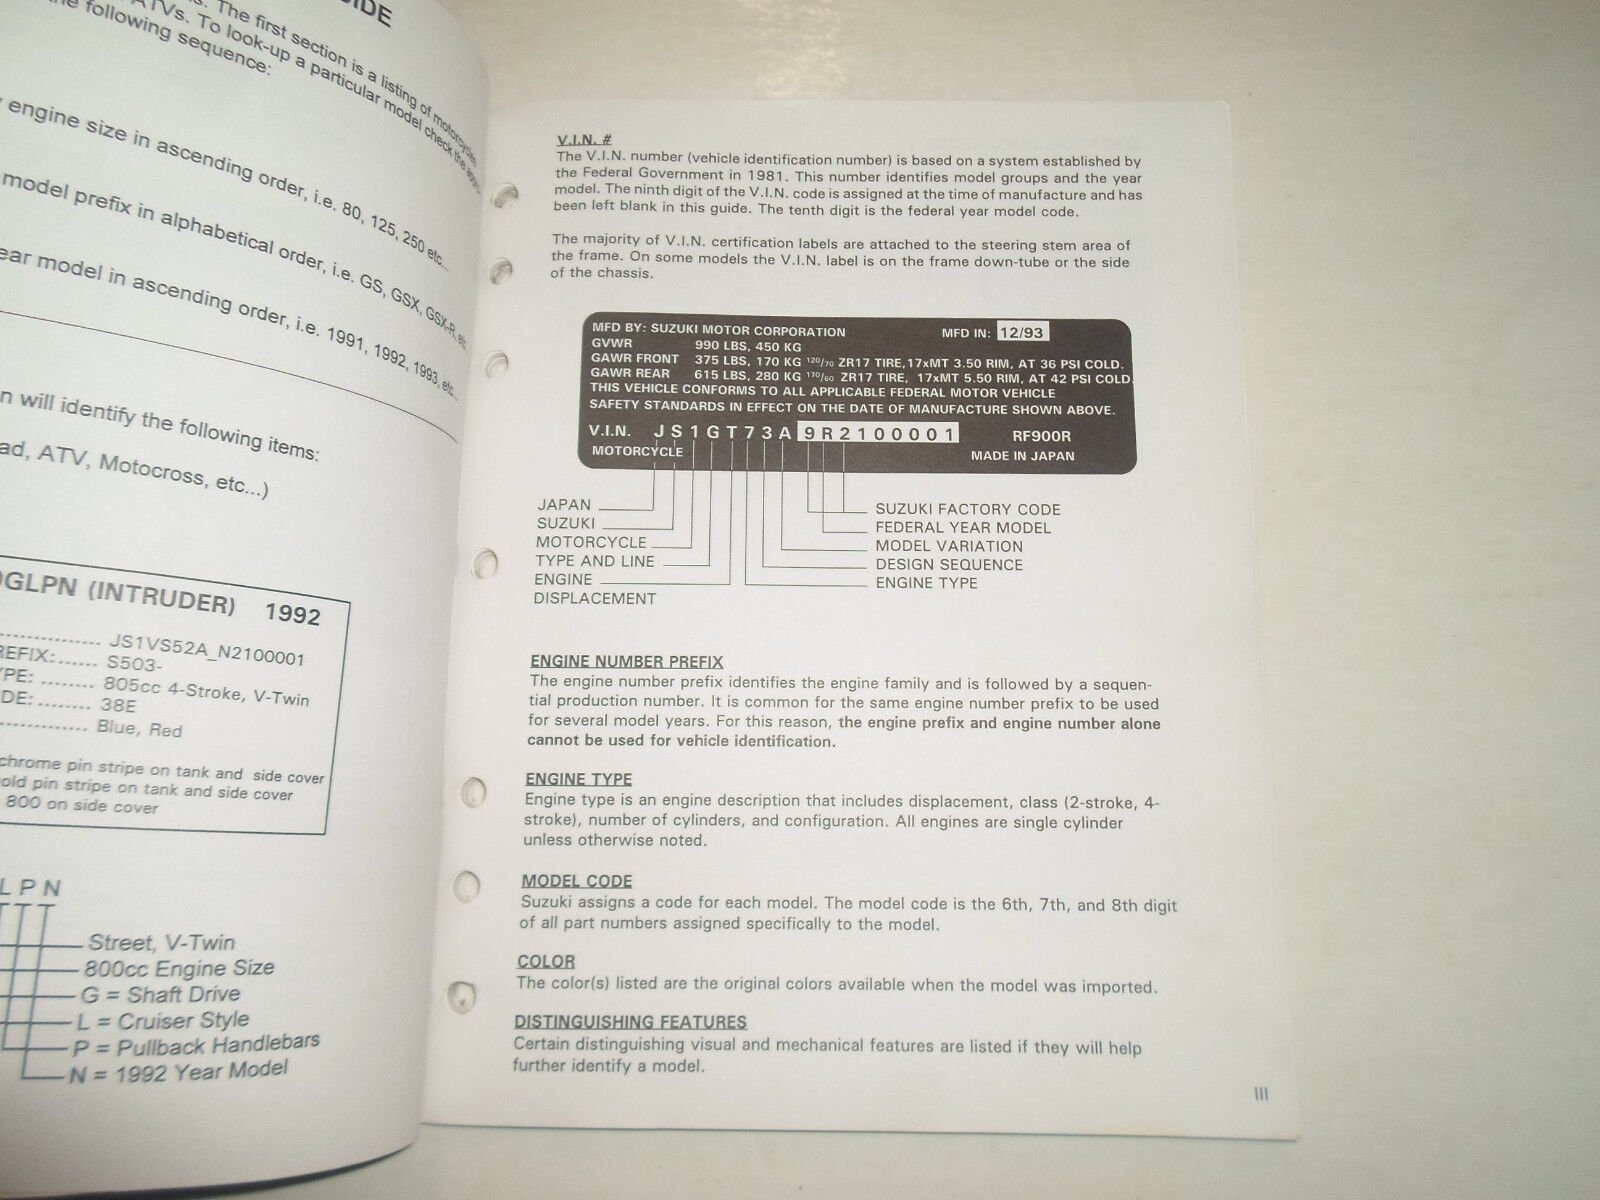 GUIDE
The first section is a listing of motorcycles
ATVs. To look-up a particular model check the
the following sequence:
engine size in ascending order, i.e. 80, 125, 250 etc...
model prefix in alphabetical order, i.e. GS, GSX, GSX-R, etc.
ear model in ascending order, i.e. 1991, 1992, 1993, etc...
n will identify the following items:
ad, ATV, Motocross, etc...)
GLPN (INTRUDER) 1992
................ JS1VS52A_N2100001
REFIX:...... S503-
YPE: ........ 805cc 4-Stroke, V-Twin
DE:........ 38E
............... Blue, Red
chrome pin stripe on tank and side cover
old pin stripe on tank and side cover
800 on side cover
L P N
Street, V-Twin
800cc Engine Size
G = Shaft Drive
L = Cruiser Style
P = Pullback Handlebars
N = 1992 Year Model
V.I.N. #
The V.I.N. number (vehicle identification number) is based on a system established by
the Federal Government in 1981. This number identifies model groups and the year
model. The ninth digit of the V.I.N. code is assigned at the time of manufacture and has
been left blank in this guide. The tenth digit is the federal year model code.
The majority of V.I.N. certification labels are attached to the steering stem area of
the frame. On some models the V.I.N. label is on the frame down-tube or the side
of the chassis.
MFD BY: SUZUKI MOTOR CORPORATION MFD IN: 12/93
GVWR 990 LBS, 450 KG
GAWR FRONT 375 LBS, 170 KG 120/70 ZR17 TIRE,17xMT 3.50 RIM, AT 36 PSI COLD.
GAWR REAR 615 LBS, 280 KG 170/60 ZR17 TIRE, 17xMT 5.50 RIM, AT 42 PSI COLD.
THIS VEHICLE CONFORMS TO ALL APPLICABLE FEDERAL MOTOR VEHICLE
SAFETY STANDARDS IN EFFECT ON THE DATE OF MANUFACTURE SHOWN ABOVE.
V.I.N. J S 1 G T 7 3 A 9 R 2 1 0 0 0 0 1 RF900R
MOTORCYCLE MADE IN JAPAN
JAPAN
SUZUKI
MOTORCYCLE
TYPE AND LINE
ENGINE
DISPLACEMENT
SUZUKI FACTORY CODE
FEDERAL YEAR MODEL
MODEL VARIATION
DESIGN SEQUENCE
ENGINE TYPE
ENGINE NUMBER PREFIX
The engine number prefix identifies the engine family and is followed by a sequen-
tial production number. It is common for the same engine number prefix to be used
for several model years. For this reason, the engine prefix and engine number alone
cannot be used for vehicle identification.
ENGINE TYPE
Engine type is an engine description that includes displacement, class (2-stroke, 4-
stroke), number of cylinders, and configuration. All engines are single cylinder
unless otherwise noted.
MODEL CODE
Suzuki assigns a code for each model. The model code is the 6th, 7th, and 8th digit
of all part numbers assigned specifically to the model.
COLOR
The color(s) listed are the original colors available when the model was imported.
DISTINGUISHING FEATURES
Certain distinguishing visual and mechanical features are listed if they will help
further identify a model.
III